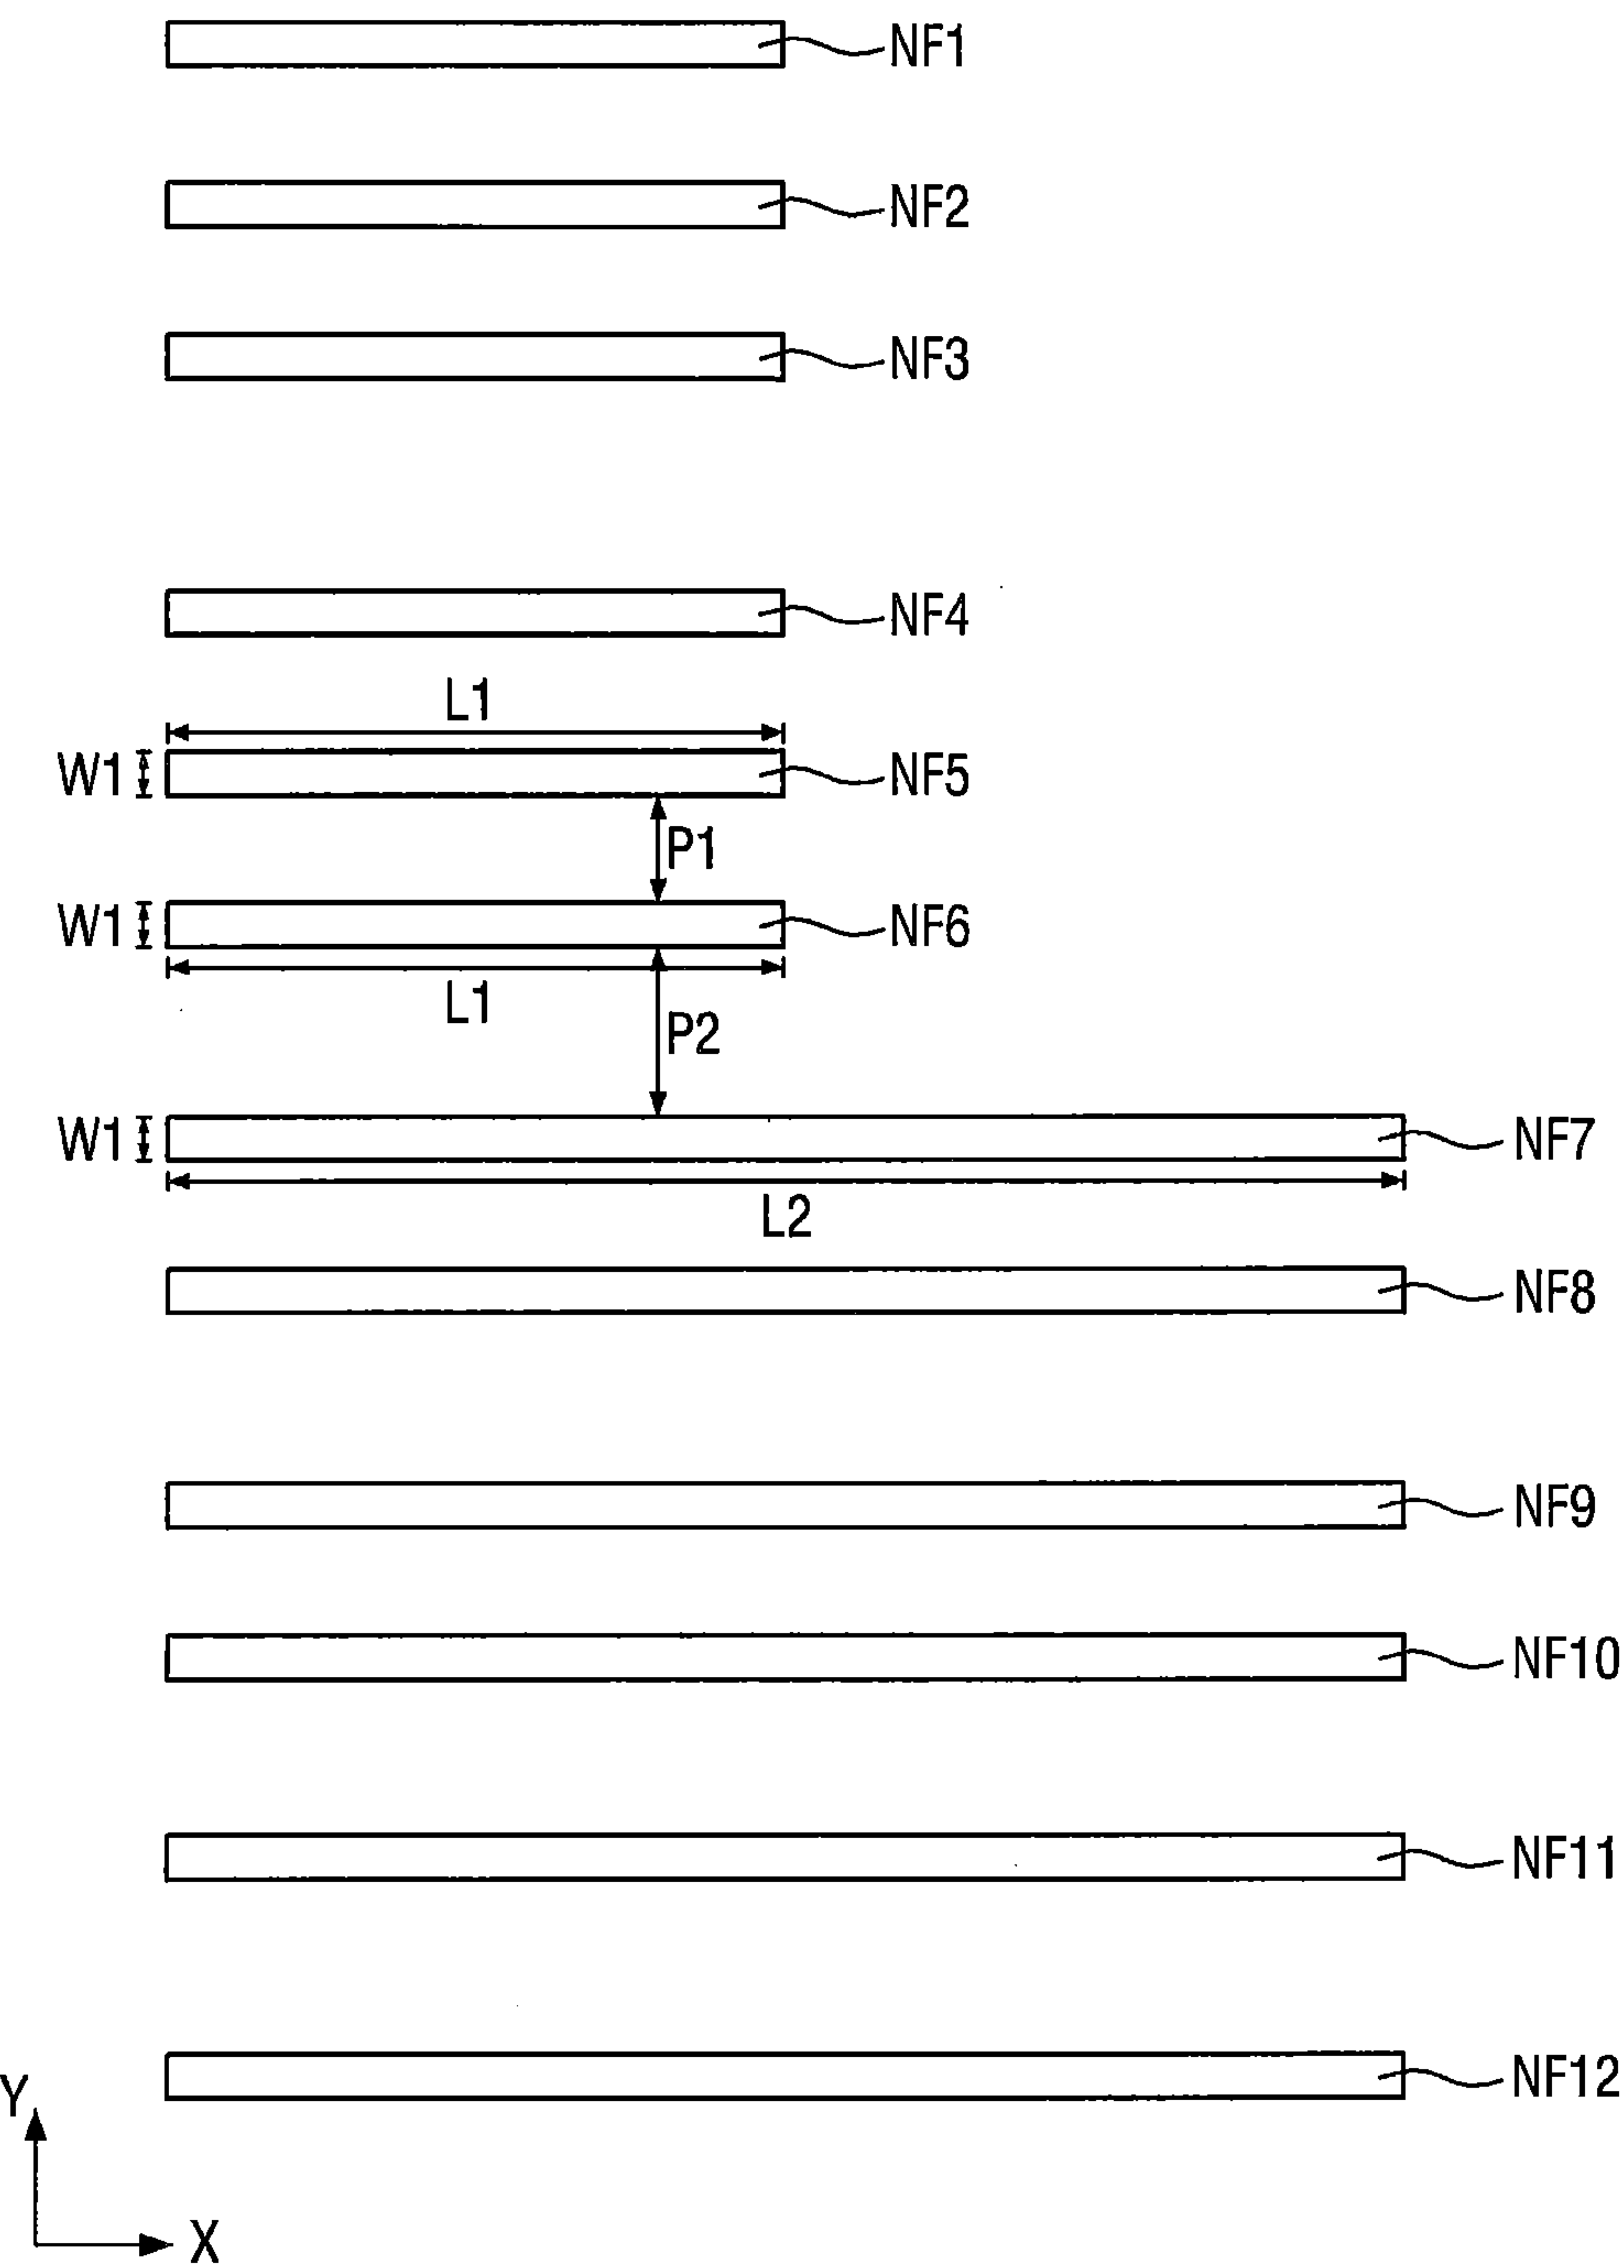 NF1
NF2
NF3
NF4
L1
W1 NF5
P1
W1 NF6
L1
P2
W1 NF7
L2
NF8
NF9
NF10
NF11
NF12
Y
X